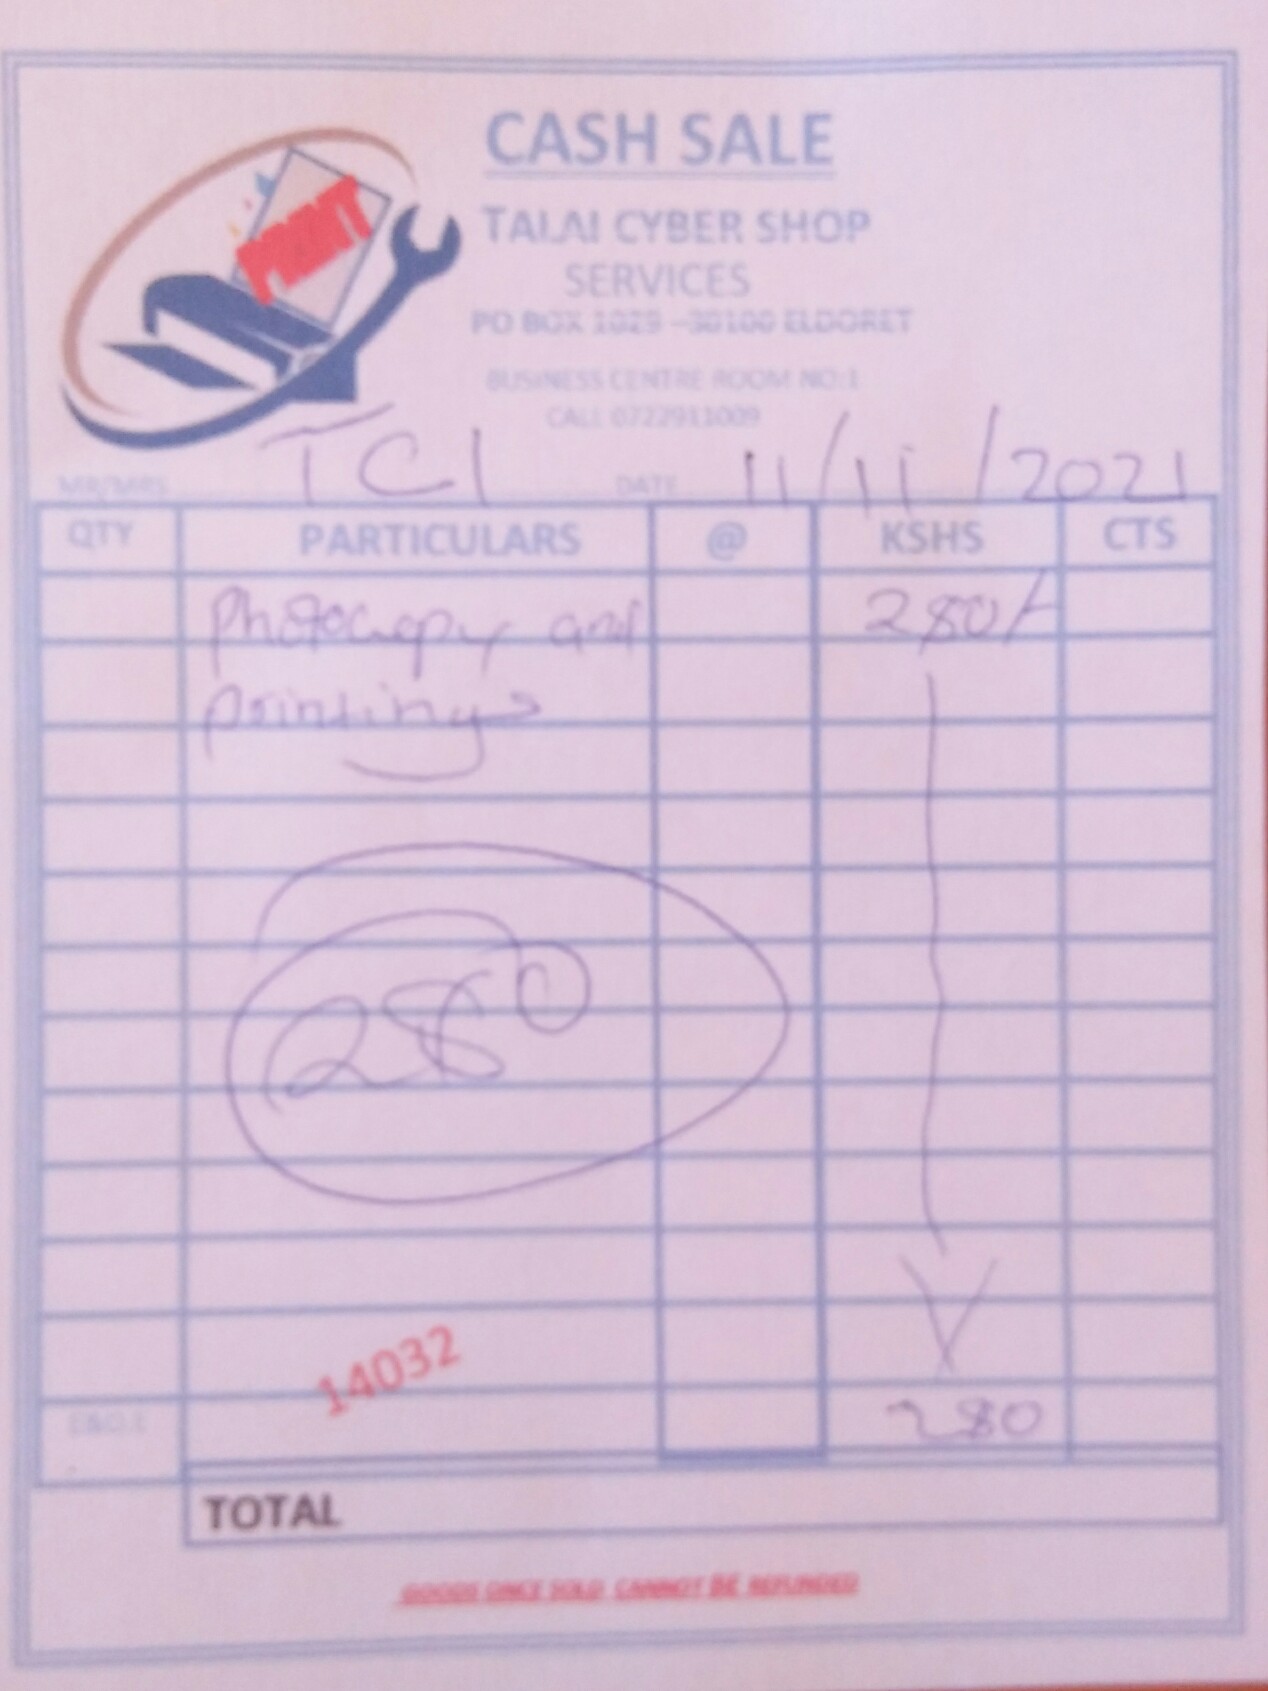 CASH SALE
PRINT
TALAI CYBER SHOP
SERVICES
PO BOX 1029 -30100 ELDORET
BUSINESS CENTRE ROOM NO:1
CALL 0722911009
MR/MRS TCI DATE 11/11/2021
QTY PARTICULARS @ KSHS CTS
Photocopy and 280/-
printings
280
14032
E&O.E 280
TOTAL
GOODS ONCE SOLD CANNOT BE REFUNDED